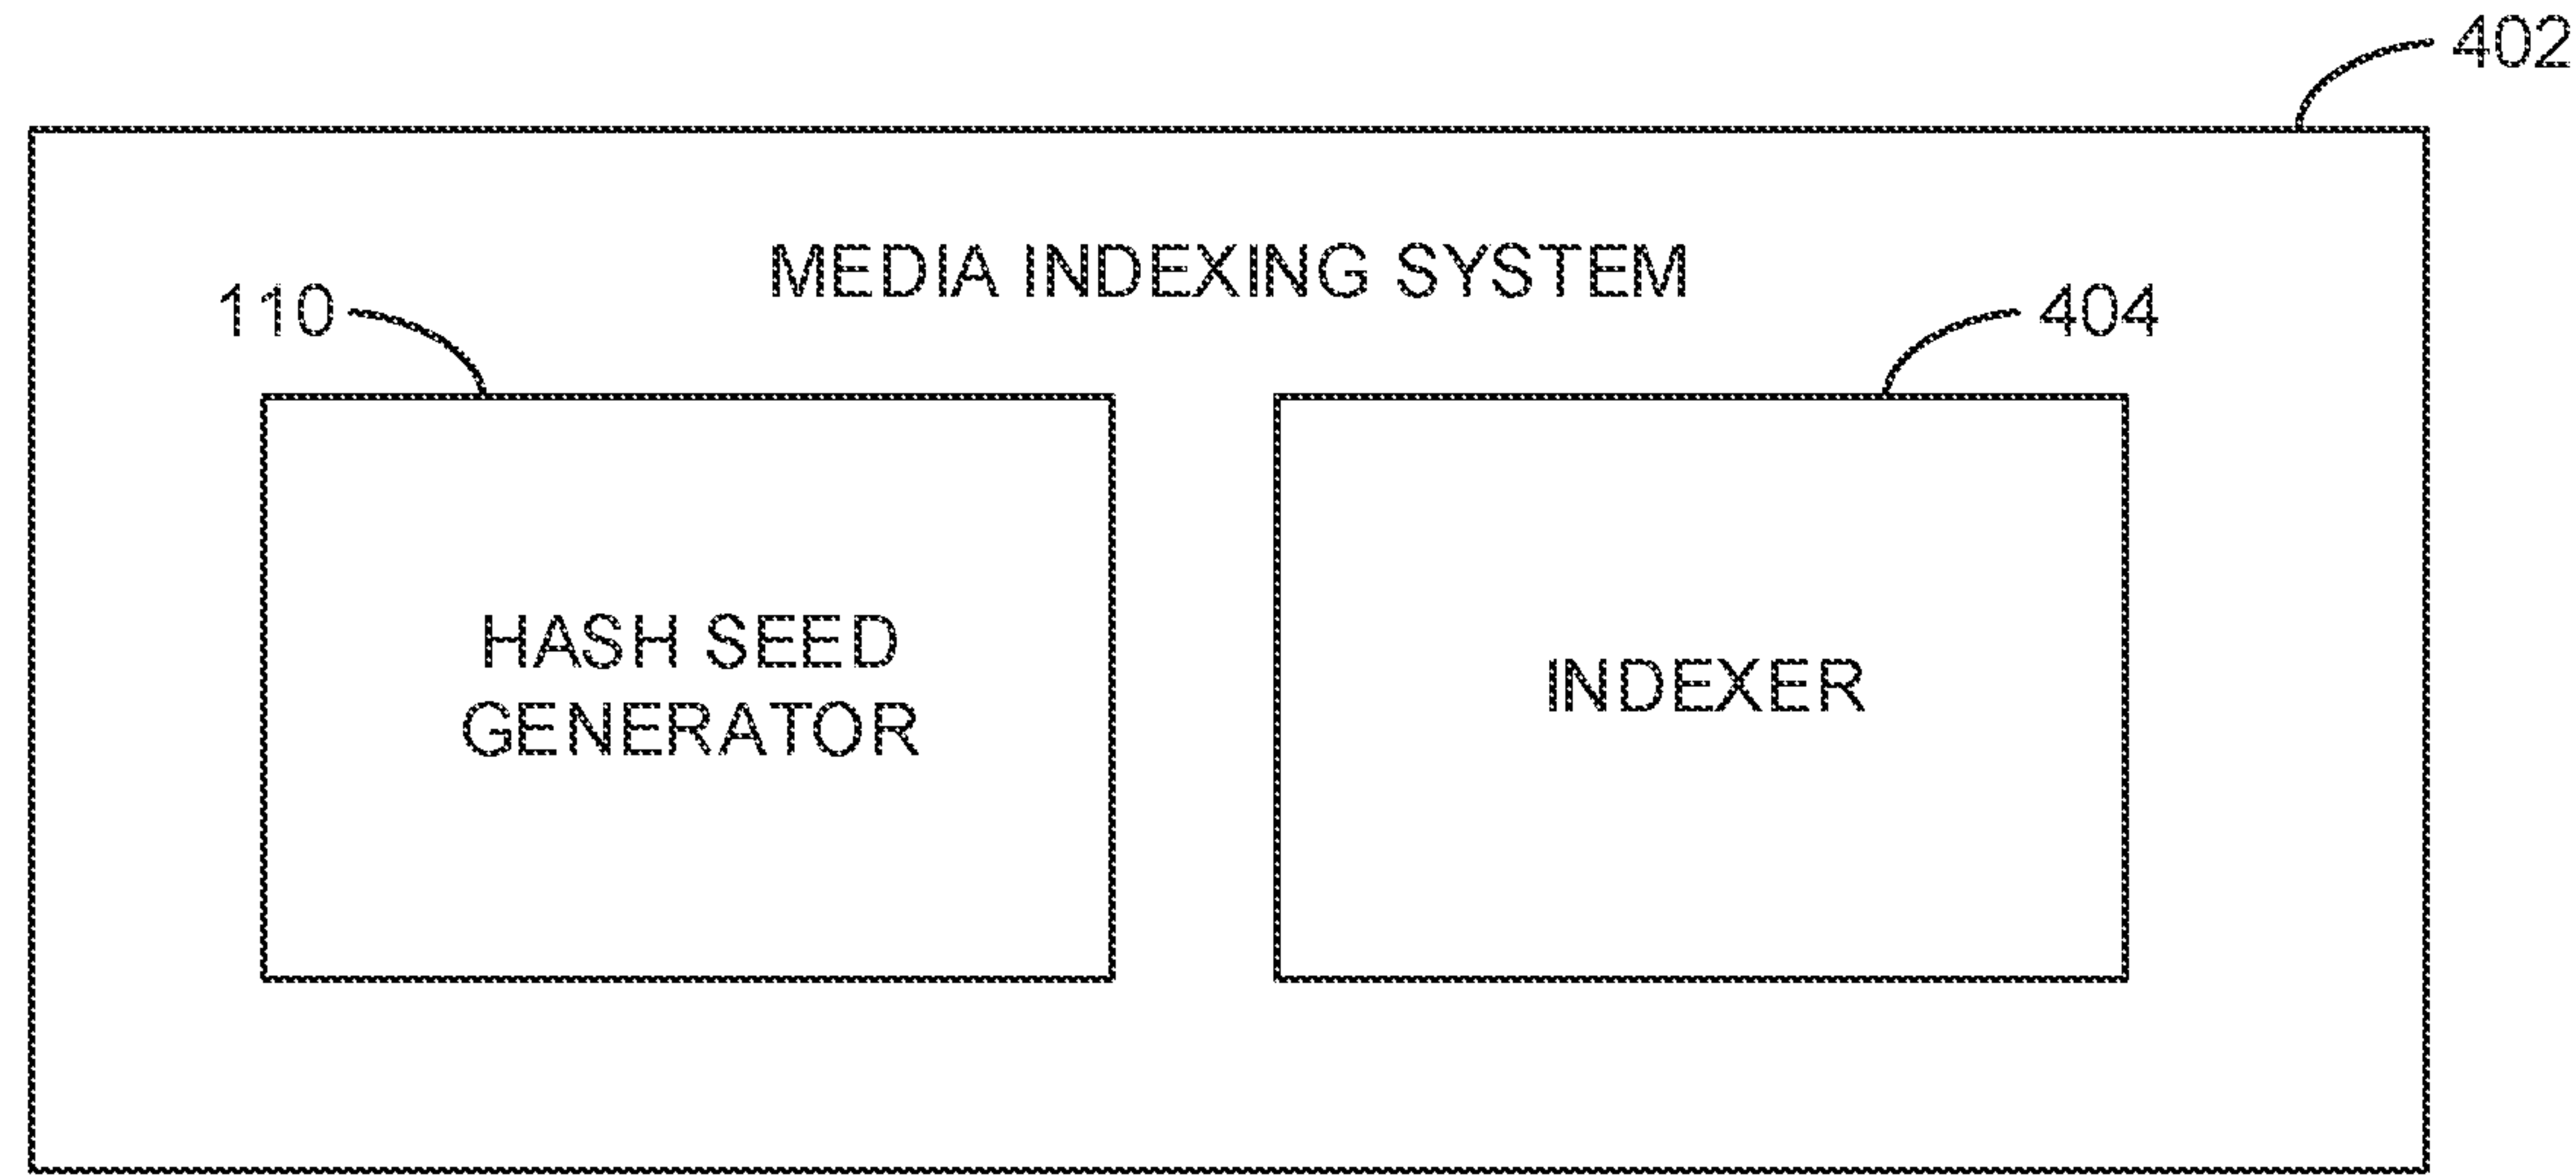 402
MEDIA INDEXING SYSTEM
110
404
HASH SEED
GENERATOR
INDEXER